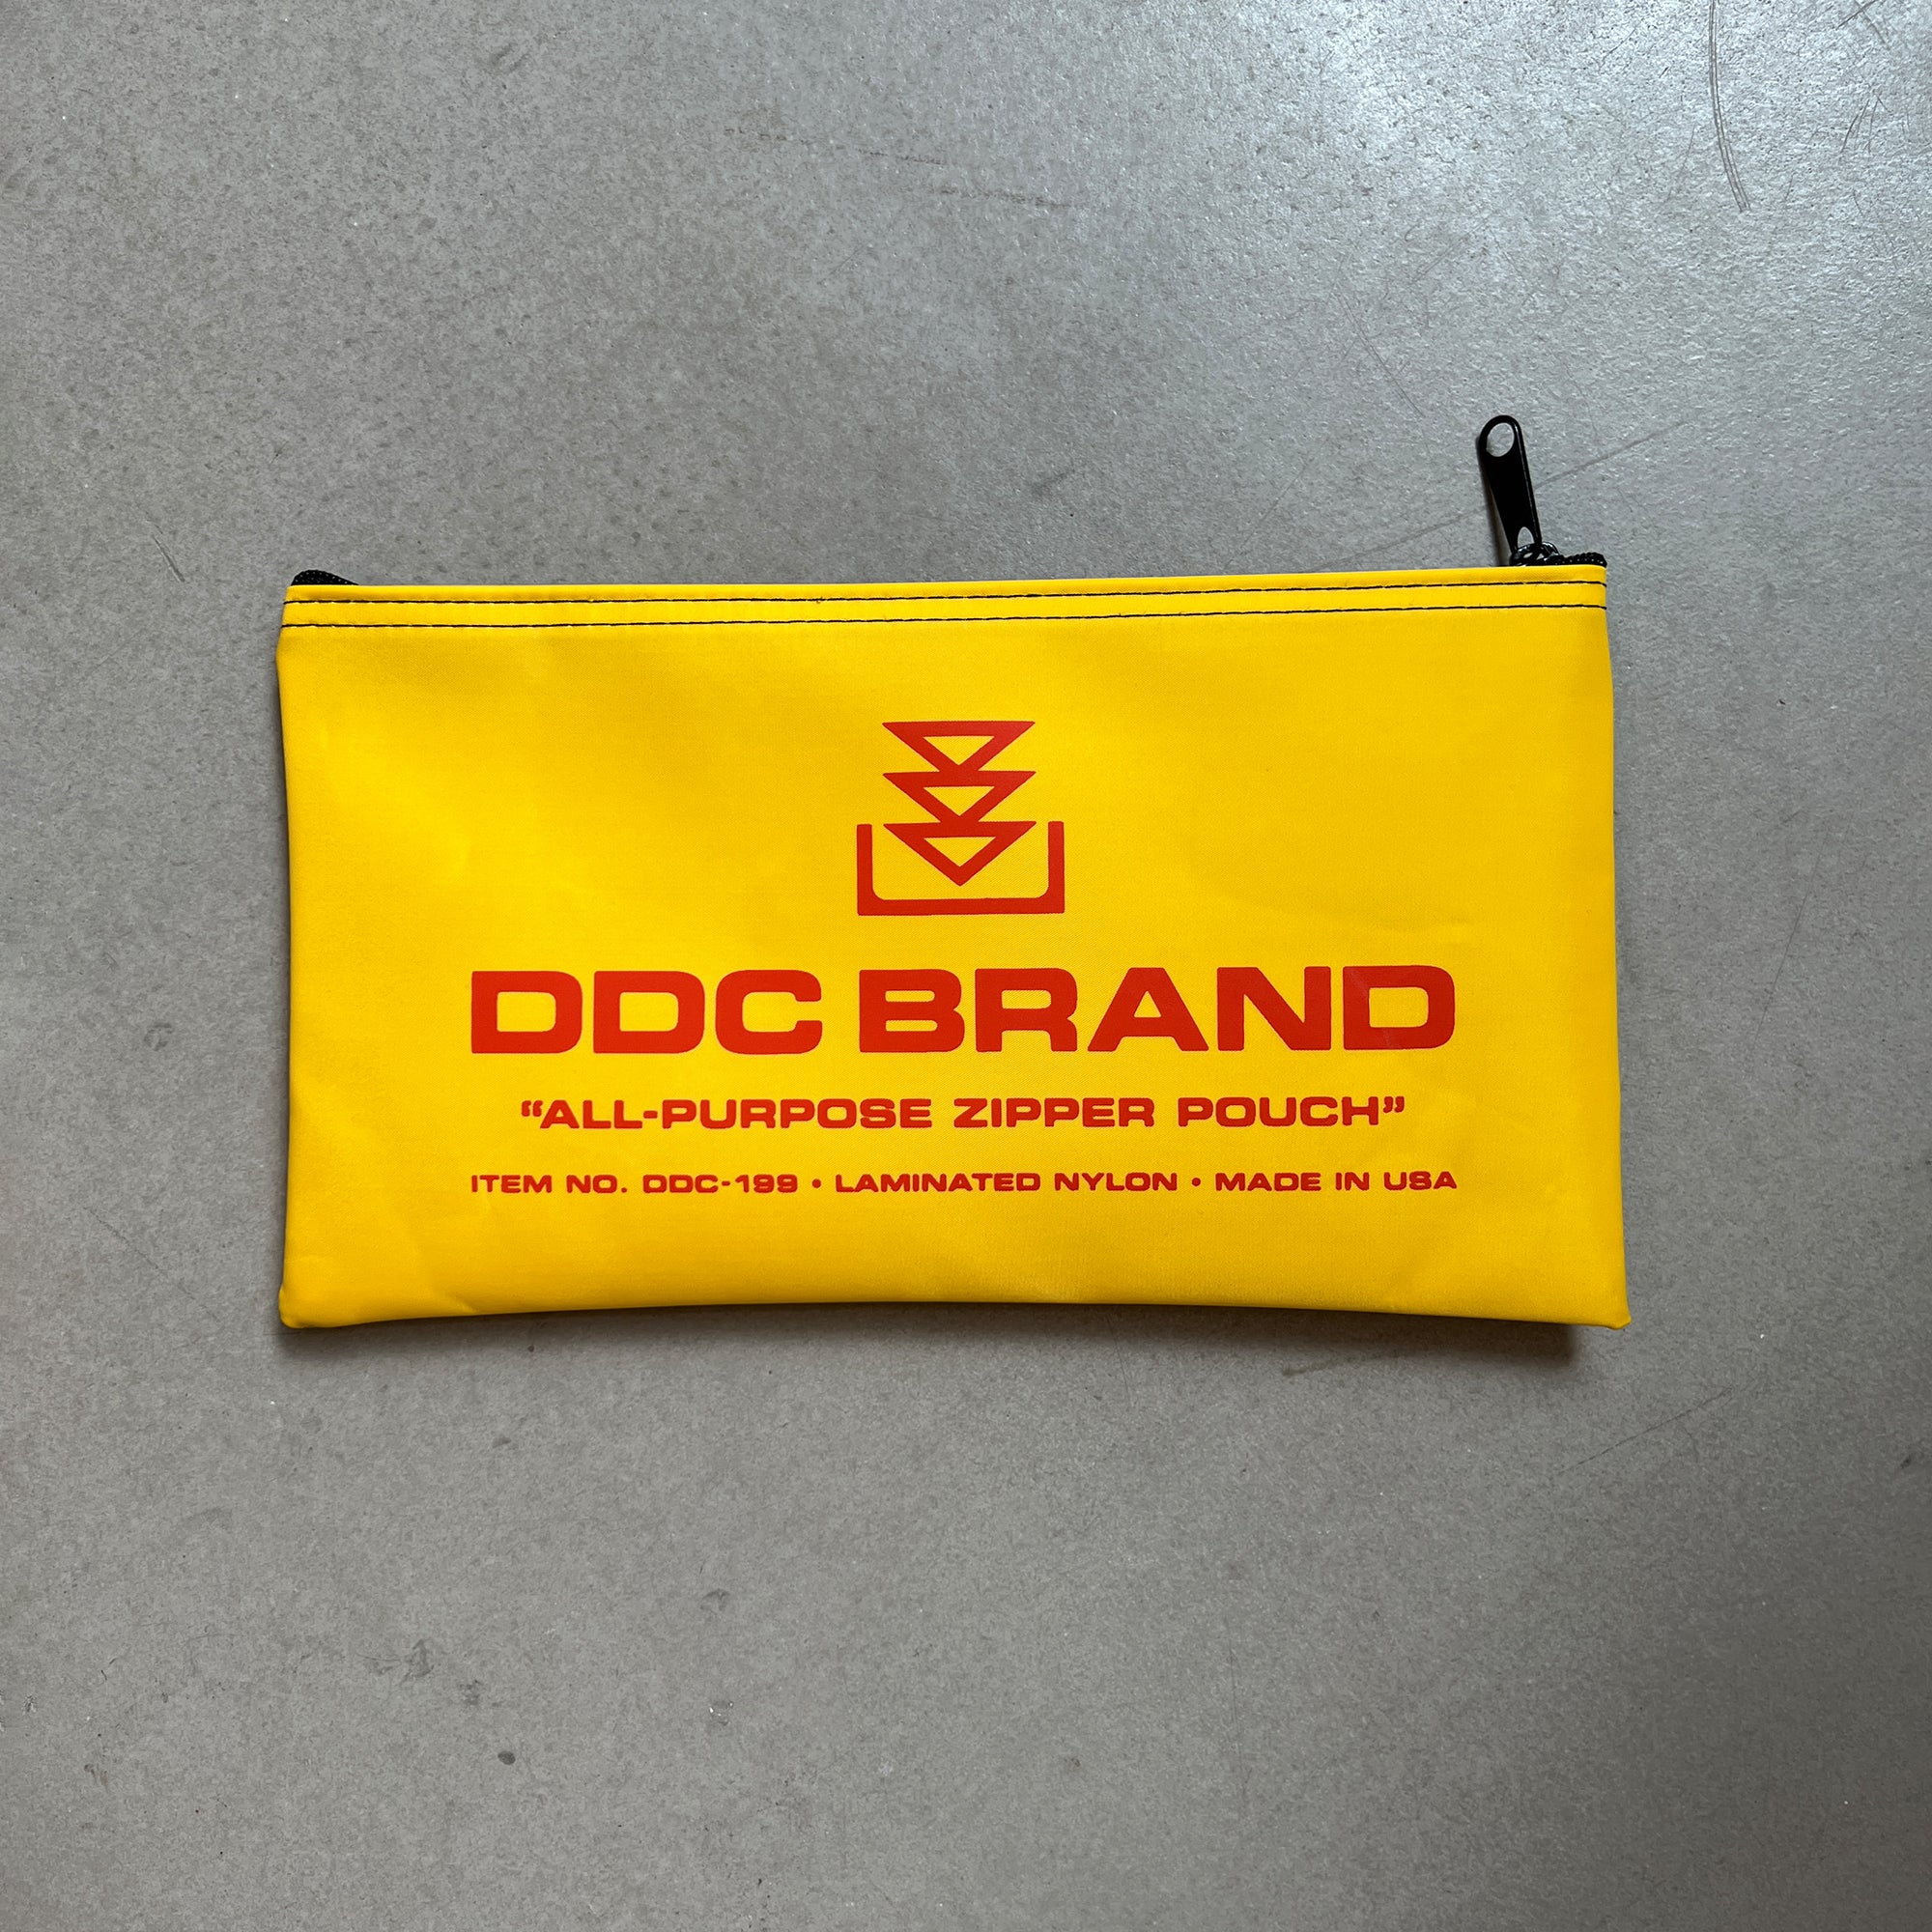 DDC BRAND
“ALL-PURPOSE ZIPPER POUCH”
ITEM NO. DDC-199 • LAMINATED NYLON • MADE IN USA